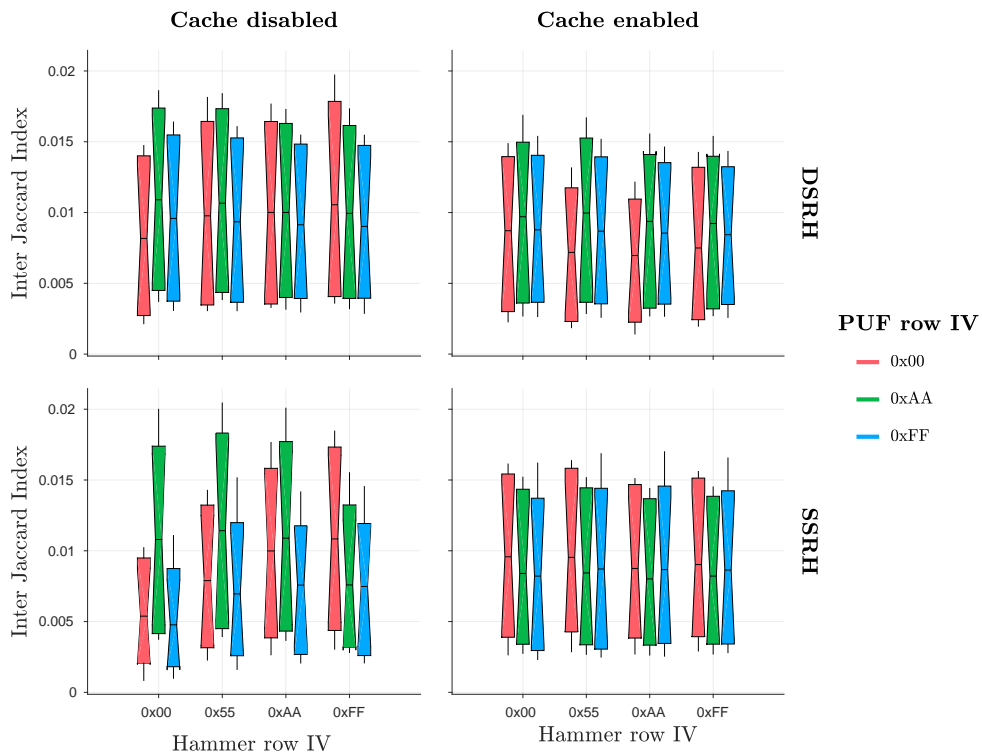 Cache disabled
Cache enabled
0.02
0.015
0.01
0.005
0
Inter Jaccard Index
DSRH
PUF row IV
0x00
0xAA
0xFF
0.02
0.015
0.01
0.005
0
Inter Jaccard Index
SSRH
0x00 0x55 0xAA 0xFF
0x00 0x55 0xAA 0xFF
Hammer row IV
Hammer row IV